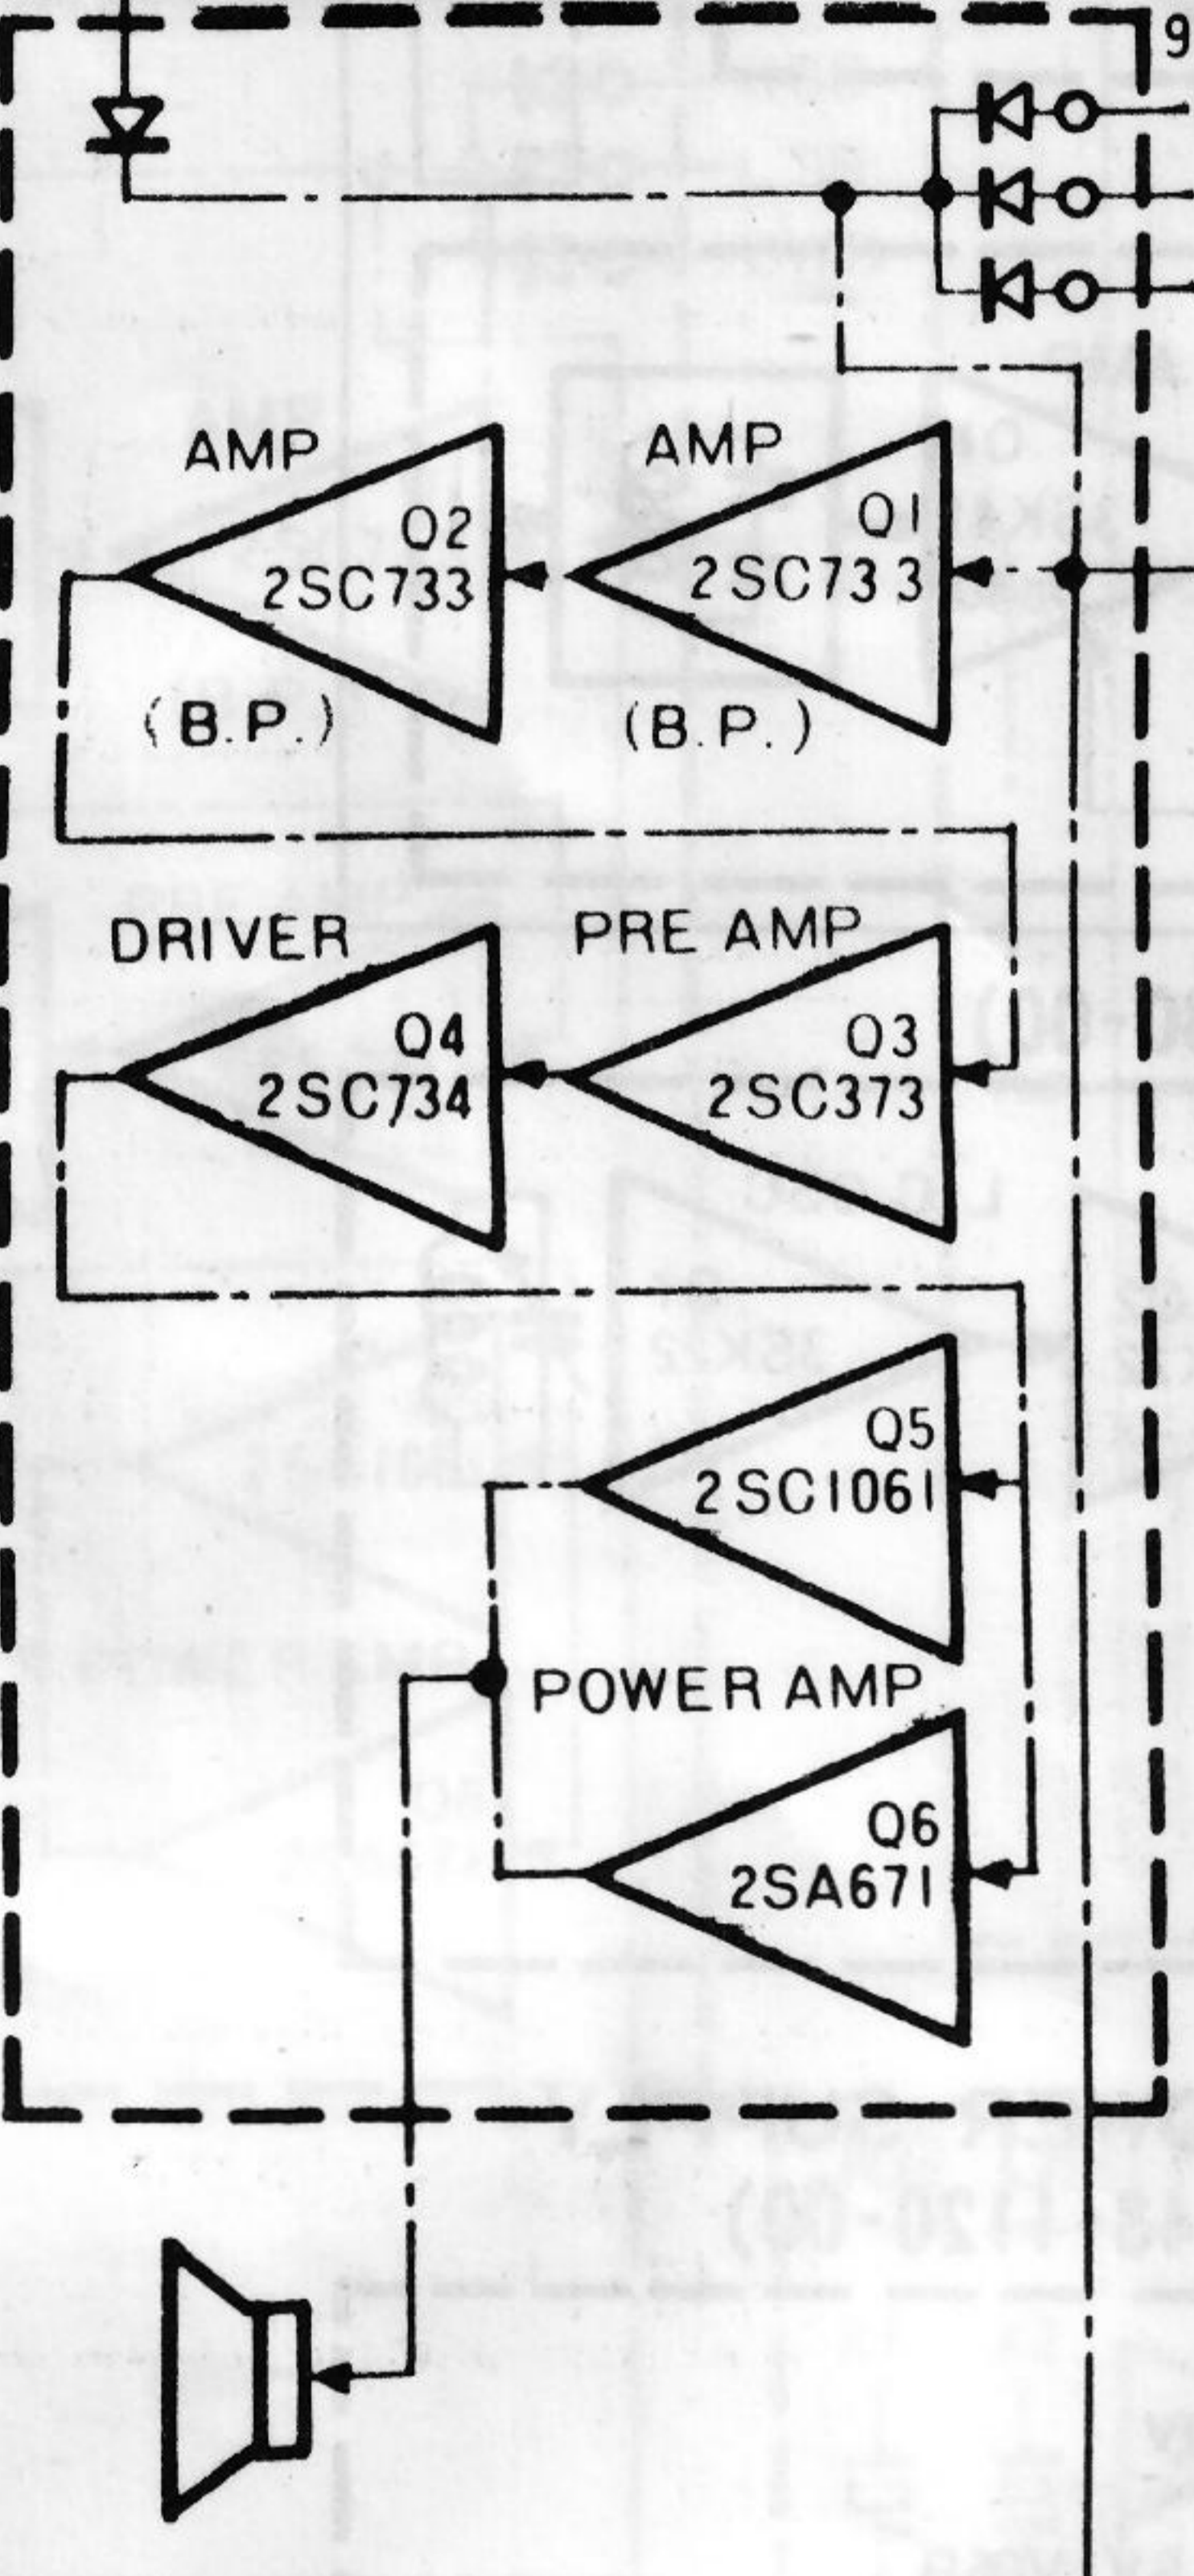 9
AMP
AMP
Q2
2SC733
Q1
2SC733
(B.P.)
(B.P.)
DRIVER
PRE AMP
Q4
2SC734
Q3
2SC373
Q5
2SC1061
POWER AMP
Q6
2SA671